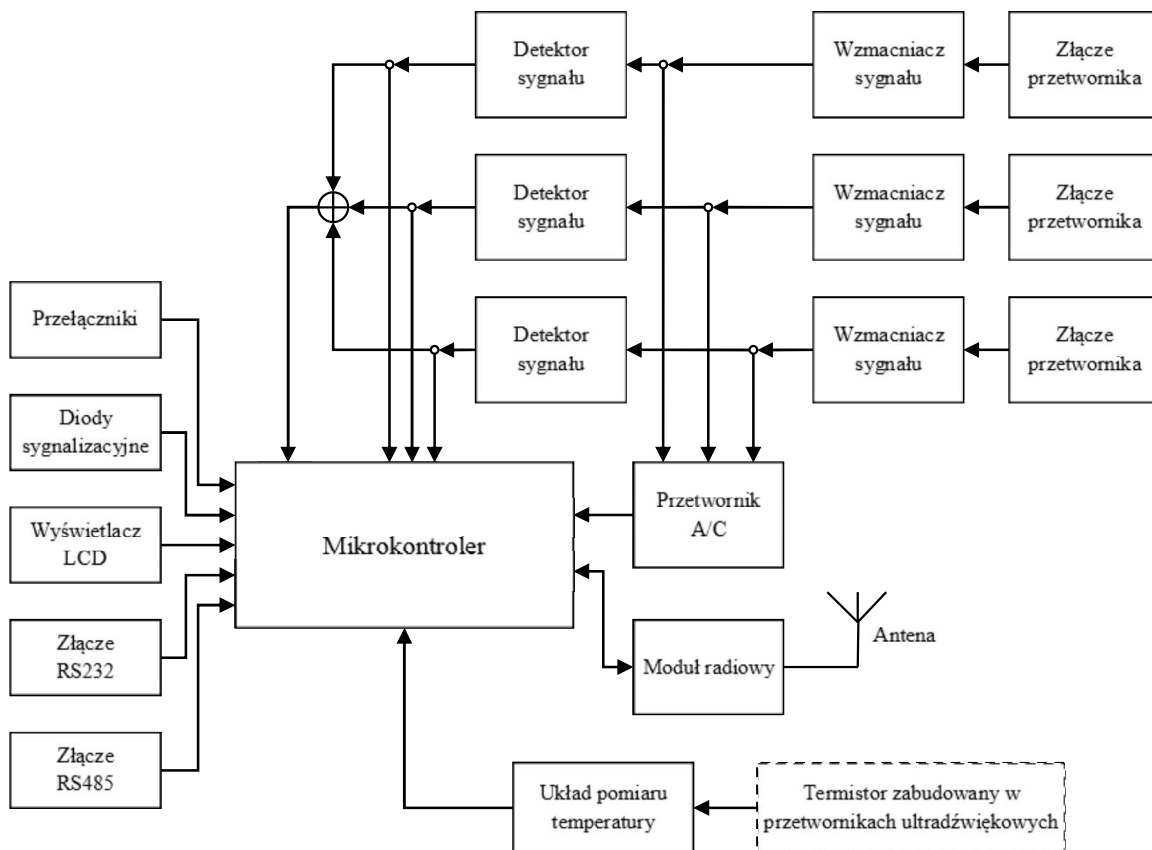 Detektor
sygnału
Wzmacniacz
sygnału
Złącze
przetwornika
Detektor
sygnału
Wzmacniacz
sygnału
Złącze
przetwornika
Przełączniki
Detektor
sygnału
Wzmacniacz
sygnału
Złącze
przetwornika
Diody
sygnalizacyjne
Wyświetlacz
LCD
Mikrokontroler
Przetwornik
A/C
Złącze
RS232
Moduł radiowy
Antena
Złącze
RS485
Układ pomiaru
temperatury
Termistor zabudowany w
przetwornikach ultradźwiękowych